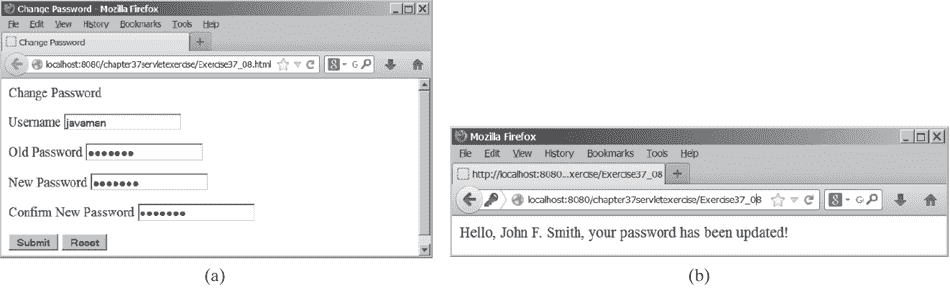 Change Password - Mozilla Firefox
File Edit View History Bookmarks Tools Help
Change Password +
localhost:8080/chapter37servletexercise/Exercise37_08.html
Change Password
Username javaman
Old Password •••••••
New Password •••••••
Confirm New Password •••••••
Submit Reset
(a)
Mozilla Firefox
File Edit View History Bookmarks Tools Help
http://localhost:8080...xercise/Exercise37_08 +
localhost:8080/chapter37servletexercise/Exercise37_08
Hello, John F. Smith, your password has been updated!
(b)